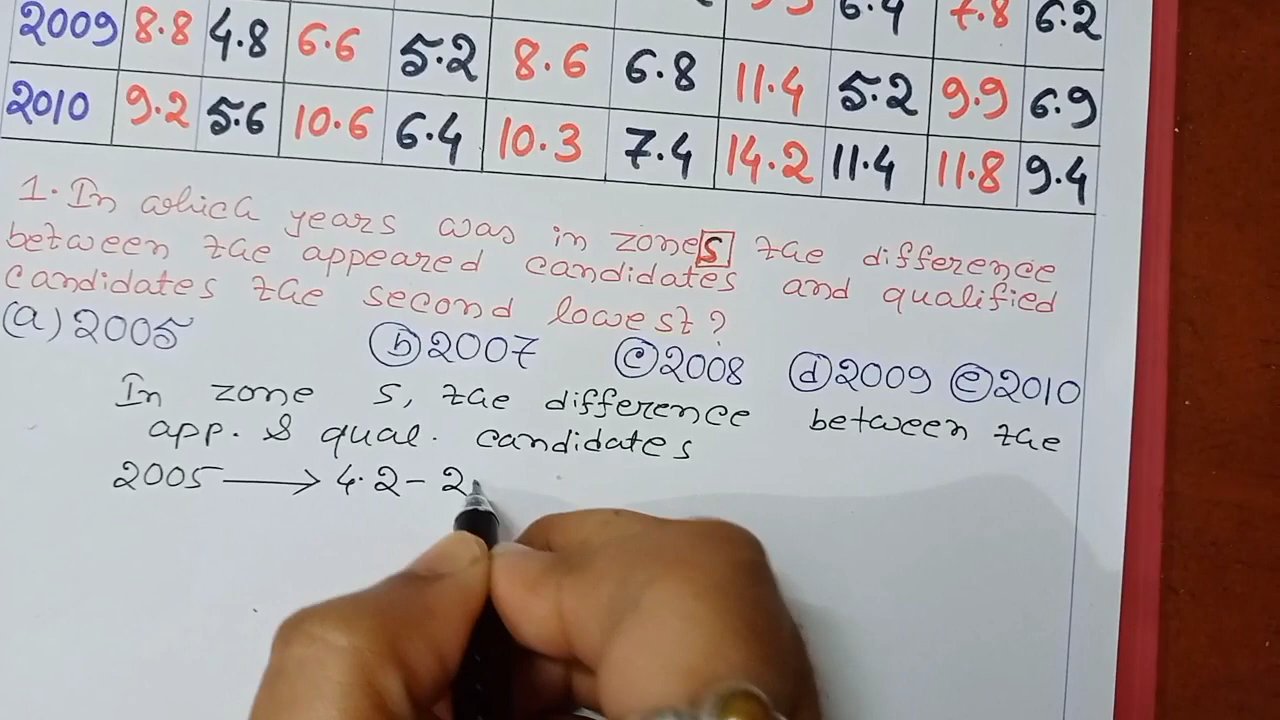 6.4 7.8 6.2
2009 8.8 4.8 6.6 5.2 8.6 6.8 11.4 5.2 9.9 6.9
2010 9.2 5.6 10.6 6.4 10.3 7.4 14.2 11.4 11.8 9.4
1. In which years was in zone S the difference
between the appeared candidates and qualified
candidates the second lowest?
(a) 2005 (b) 2007 (c) 2008 (d) 2009 (e) 2010
In zone S, the difference between the
app. & qual. candidates
2005 → 4.2 - 2.